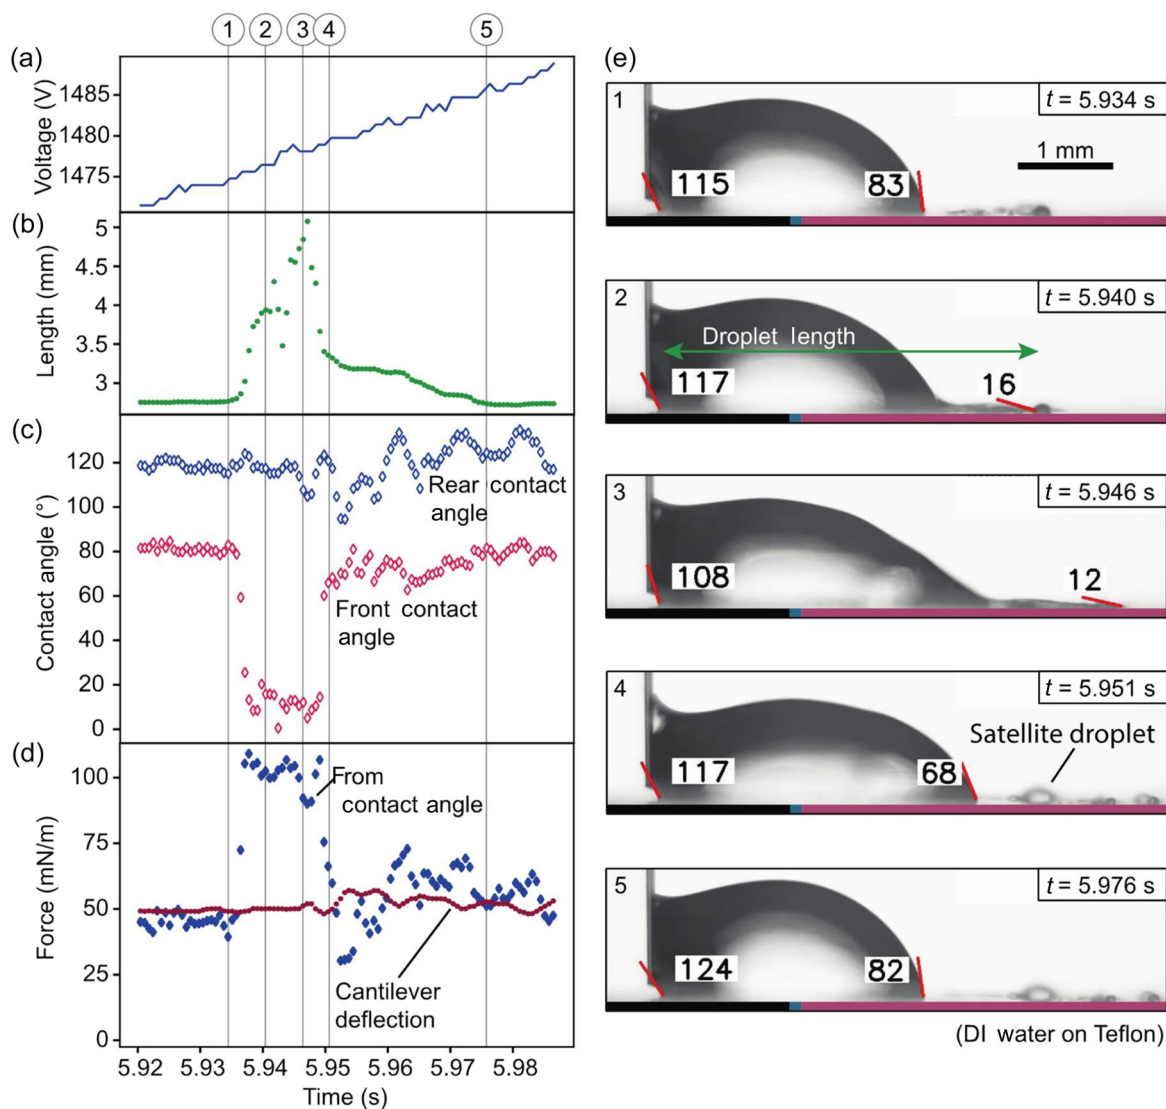 1 2 3 4 5
(a)
Voltage (V)
1485
1480
1475
(b)
Length (mm)
5
4.5
4
3.5
3
(c)
Contact angle (°)
120
100
80
60
40
20
0
Rear contact
angle
Front contact
angle
(d)
Force (mN/m)
100
75
50
25
0
From
contact angle
Cantilever
deflection
5.92 5.93 5.94 5.95 5.96 5.97 5.98
Time (s)
(e)
1
t = 5.934 s
1 mm
115
83
2
t = 5.940 s
Droplet length
117
16
3
t = 5.946 s
108
12
4
t = 5.951 s
Satellite droplet
117
68
5
t = 5.976 s
124
82
(DI water on Teflon)